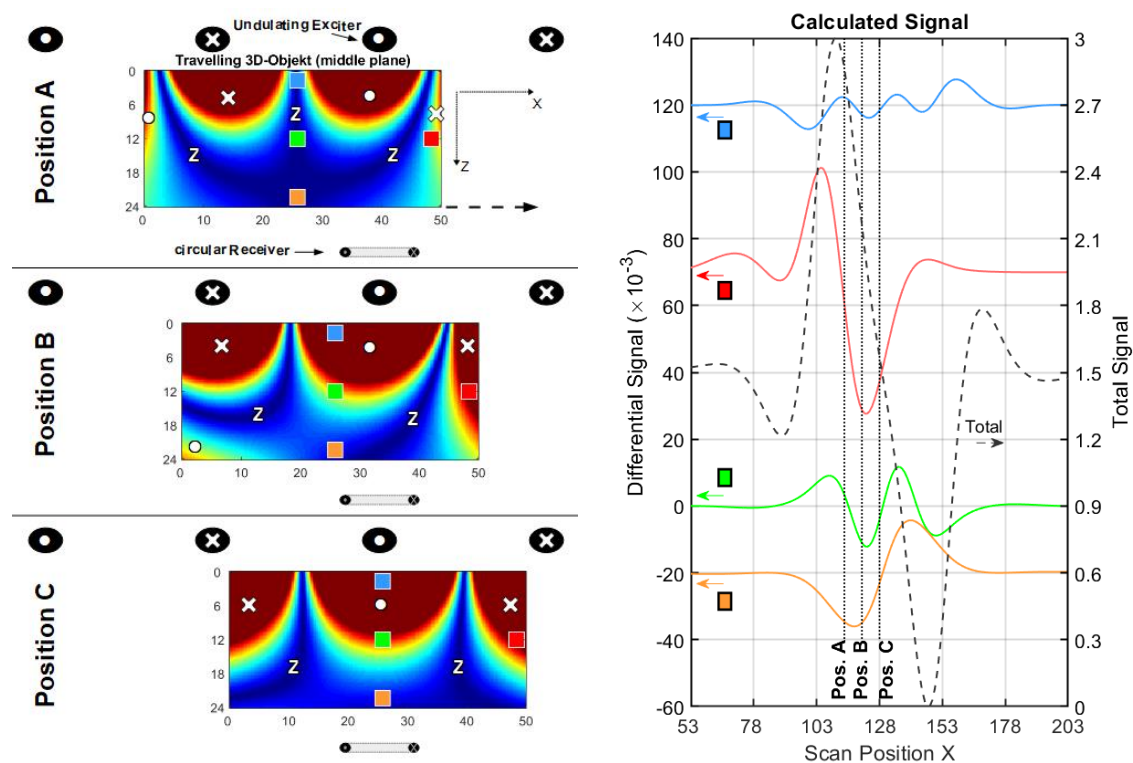 Undulating Exciter
Travelling 3D-Objekt (middle plane)
Position A
0
6
12
18
24
Z
Z
Z
X
Z
0 10 20 30 40 50
circular Receiver
Position B
0
6
12
18
24
Z
Z
0 10 20 30 40 50
Position C
0
6
12
18
24
Z
Z
0 10 20 30 40 50
Calculated Signal
Differential Signal (×10⁻³)
140
120
100
80
60
40
20
0
-20
-40
-60
3
2.7
2.4
2.1
1.8
1.5
1.2
0.9
0.6
0.3
0
Total Signal
Total
Pos. A
Pos. B
Pos. C
53 78 103 128 153 178 203
Scan Position X